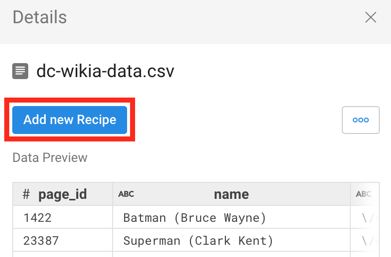 Details
dc-wikia-data.csv
Add new Recipe
Data Preview
# page_id ABC name ABC
1422 Batman (Bruce Wayne) \/
23387 Superman (Clark Kent) \/